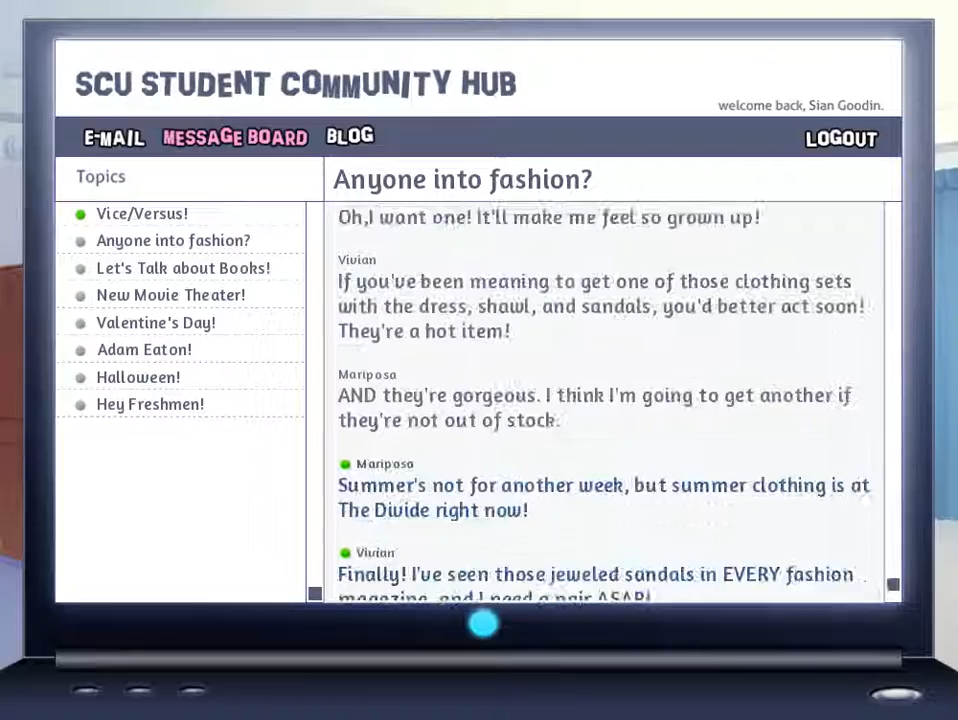 SCU STUDENT COMMUNITY HUB
welcome back, Sian Goodin.
E-MAIL MESSAGE BOARD BLOG LOGOUT
Topics
Vice/Versus!
Anyone into fashion?
Let's Talk about Books!
New Movie Theater!
Valentine's Day!
Adam Eaton!
Halloween!
Hey Freshmen!
Anyone into fashion?
Oh,I want one! It'll make me feel so grown up!
Vivian
If you've been meaning to get one of those clothing sets
with the dress, shawl, and sandals, you'd better act soon!
They're a hot item!
Mariposa
AND they're gorgeous. I think I'm going to get another if
they're not out of stock.
Mariposa
Summer's not for another week, but summer clothing is at
The Divide right now!
Vivian
Finally! I've seen those jeweled sandals in EVERY fashion
magazine, and I need a pair ASAP!